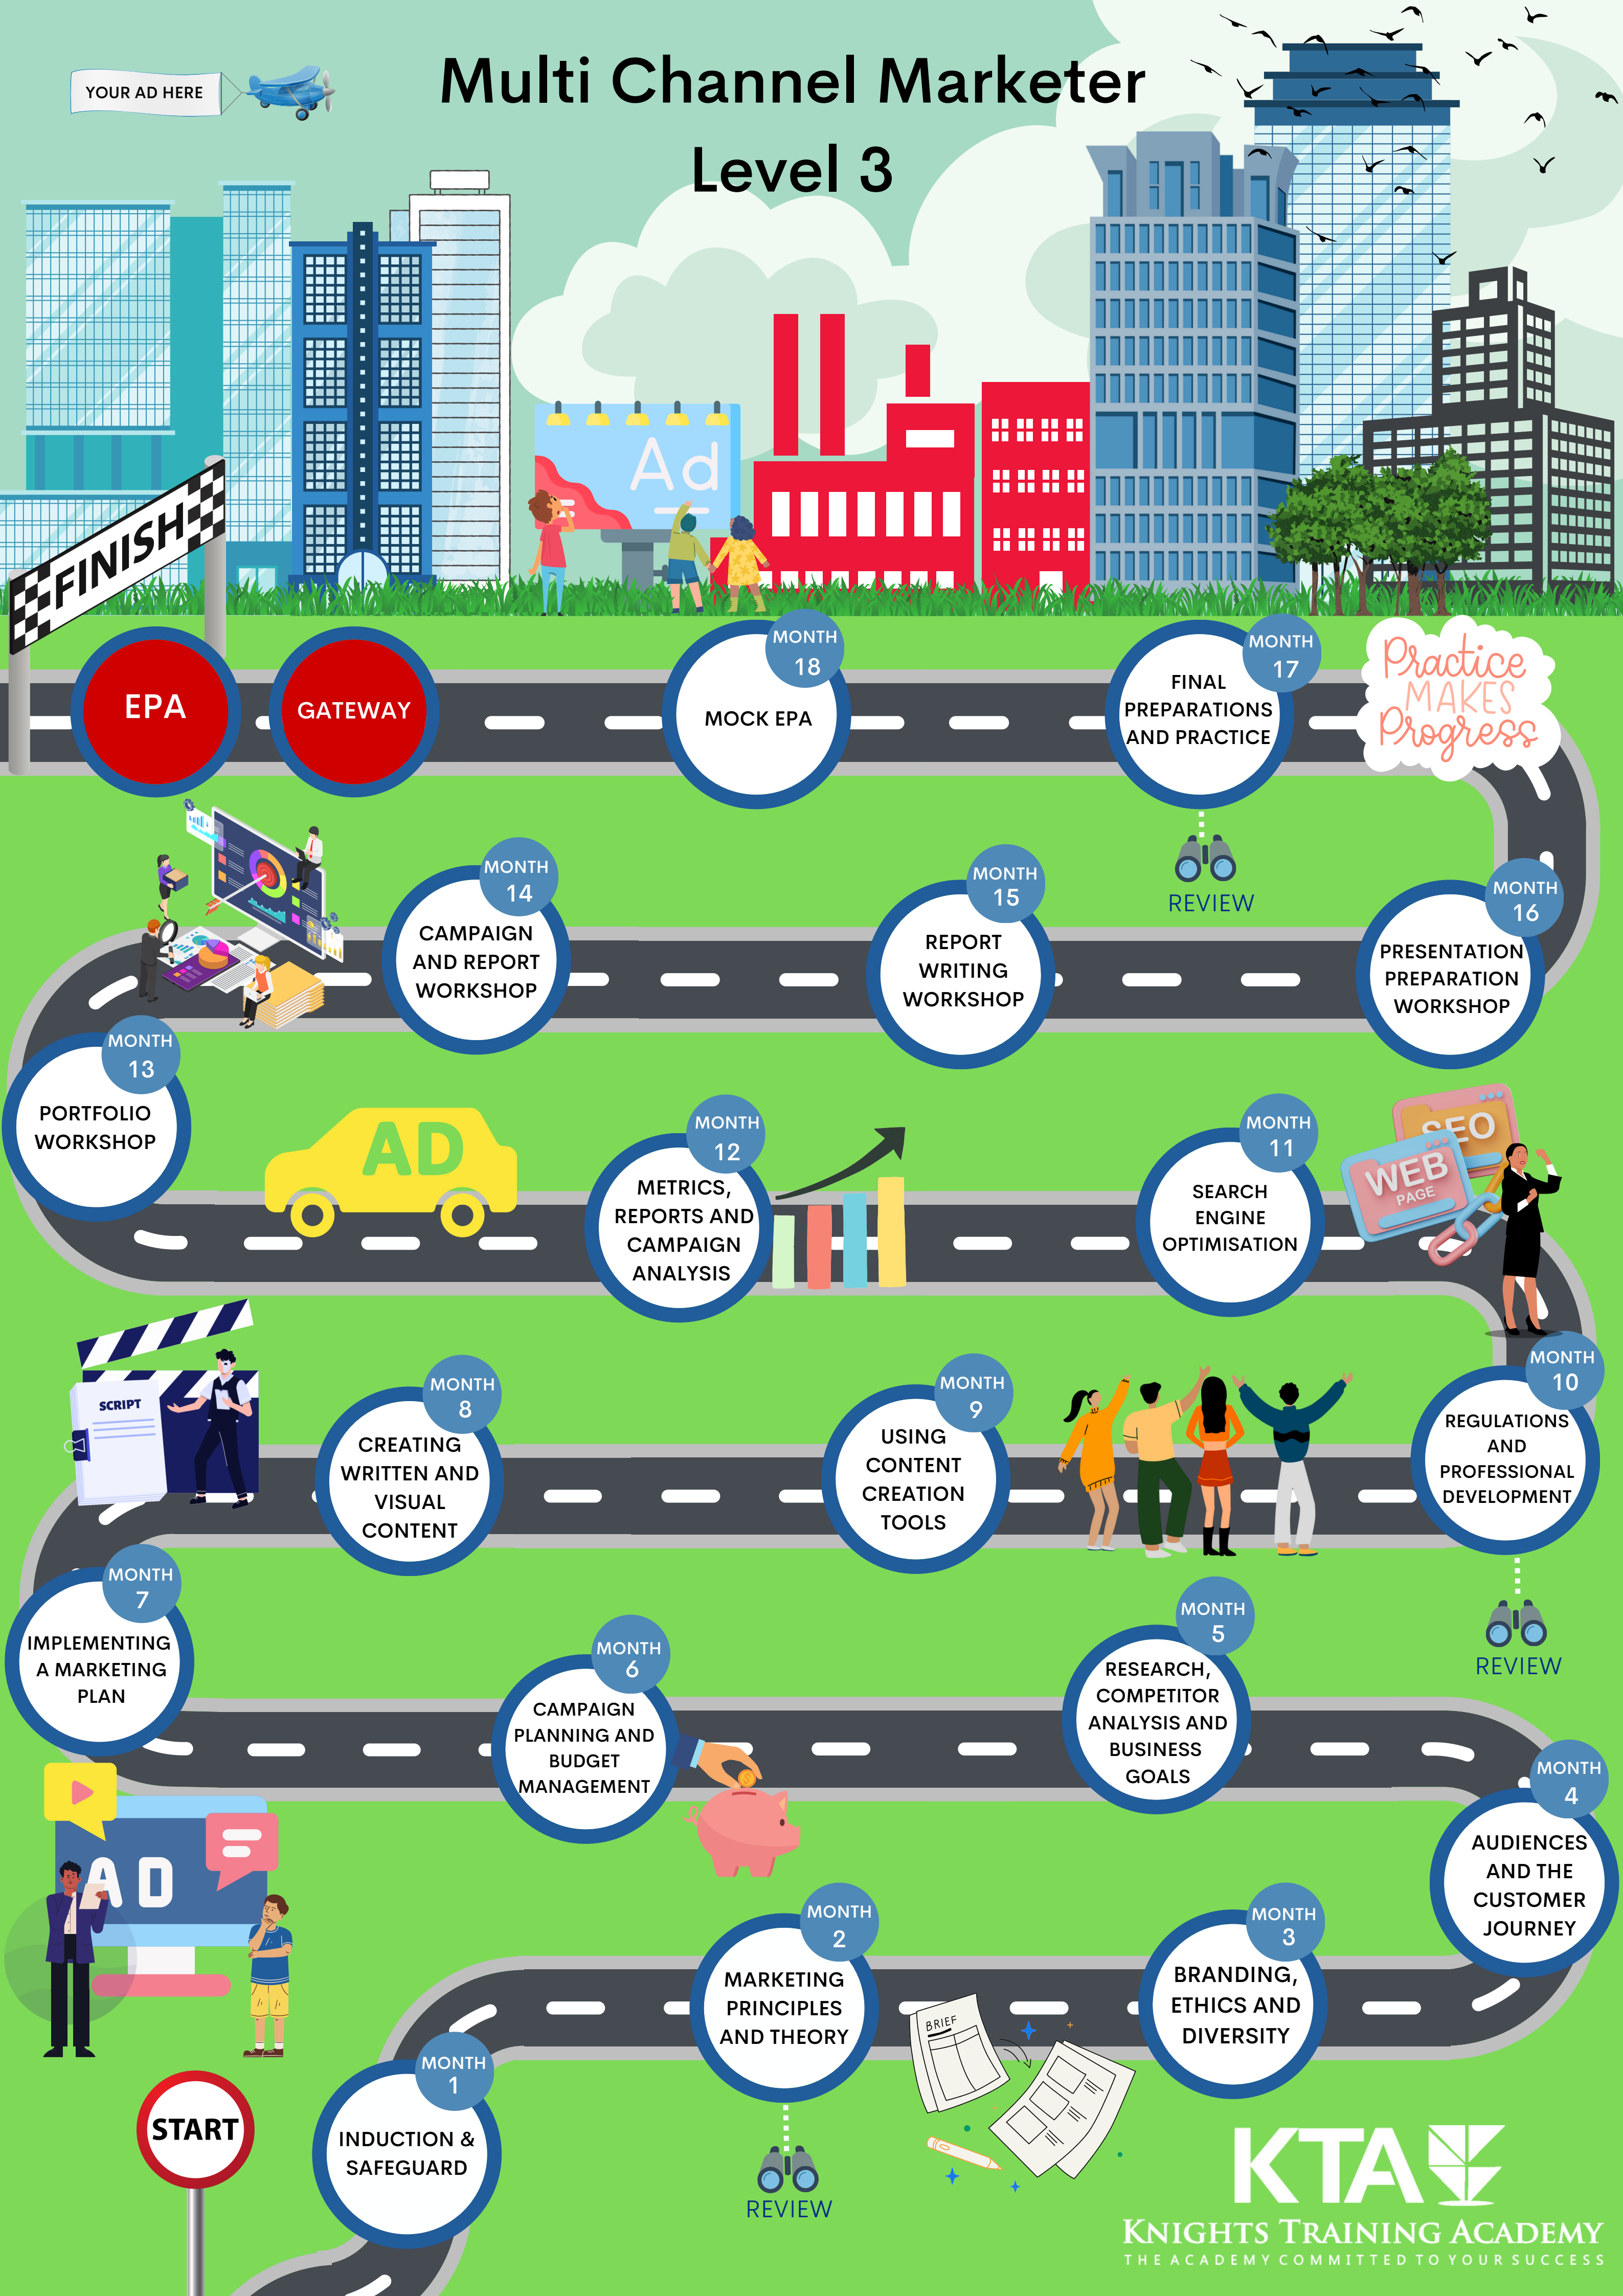 YOUR AD HERE
Multi Channel Marketer
Level 3
Ad
FINISH
EPA
GATEWAY
MONTH
18
MOCK EPA
MONTH
17
FINAL
PREPARATIONS
AND PRACTICE
REVIEW
Practice
MAKES
Progress
MONTH
14
CAMPAIGN
AND REPORT
WORKSHOP
MONTH
15
REPORT
WRITING
WORKSHOP
MONTH
16
PRESENTATION
PREPARATION
WORKSHOP
MONTH
13
PORTFOLIO
WORKSHOP
AD
MONTH
12
METRICS,
REPORTS AND
CAMPAIGN
ANALYSIS
MONTH
11
SEARCH
ENGINE
OPTIMISATION
SEO
WEB
PAGE
SCRIPT
MONTH
8
CREATING
WRITTEN AND
VISUAL
CONTENT
MONTH
9
USING
CONTENT
CREATION
TOOLS
MONTH
10
REGULATIONS
AND
PROFESSIONAL
DEVELOPMENT
REVIEW
MONTH
7
IMPLEMENTING
A MARKETING
PLAN
MONTH
6
CAMPAIGN
PLANNING AND
BUDGET
MANAGEMENT
MONTH
5
RESEARCH,
COMPETITOR
ANALYSIS AND
BUSINESS
GOALS
MONTH
4
AUDIENCES
AND THE
CUSTOMER
JOURNEY
AD
MONTH
2
MARKETING
PRINCIPLES
AND THEORY
REVIEW
BRIEF
MONTH
3
BRANDING,
ETHICS AND
DIVERSITY
START
MONTH
1
INDUCTION &
SAFEGUARD
KTA
KNIGHTS TRAINING ACADEMY
THE ACADEMY COMMITTED TO YOUR SUCCESS